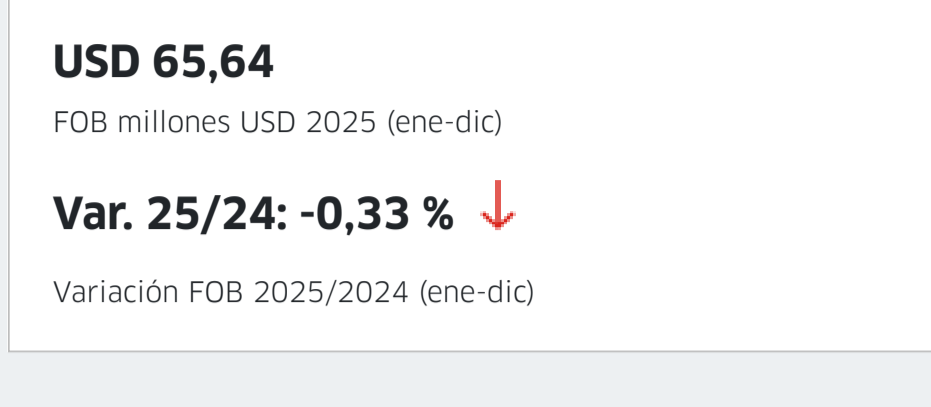 USD 65,64
FOB millones USD 2025 (ene-dic)
Var. 25/24: -0,33 %
Variación FOB 2025/2024 (ene-dic)